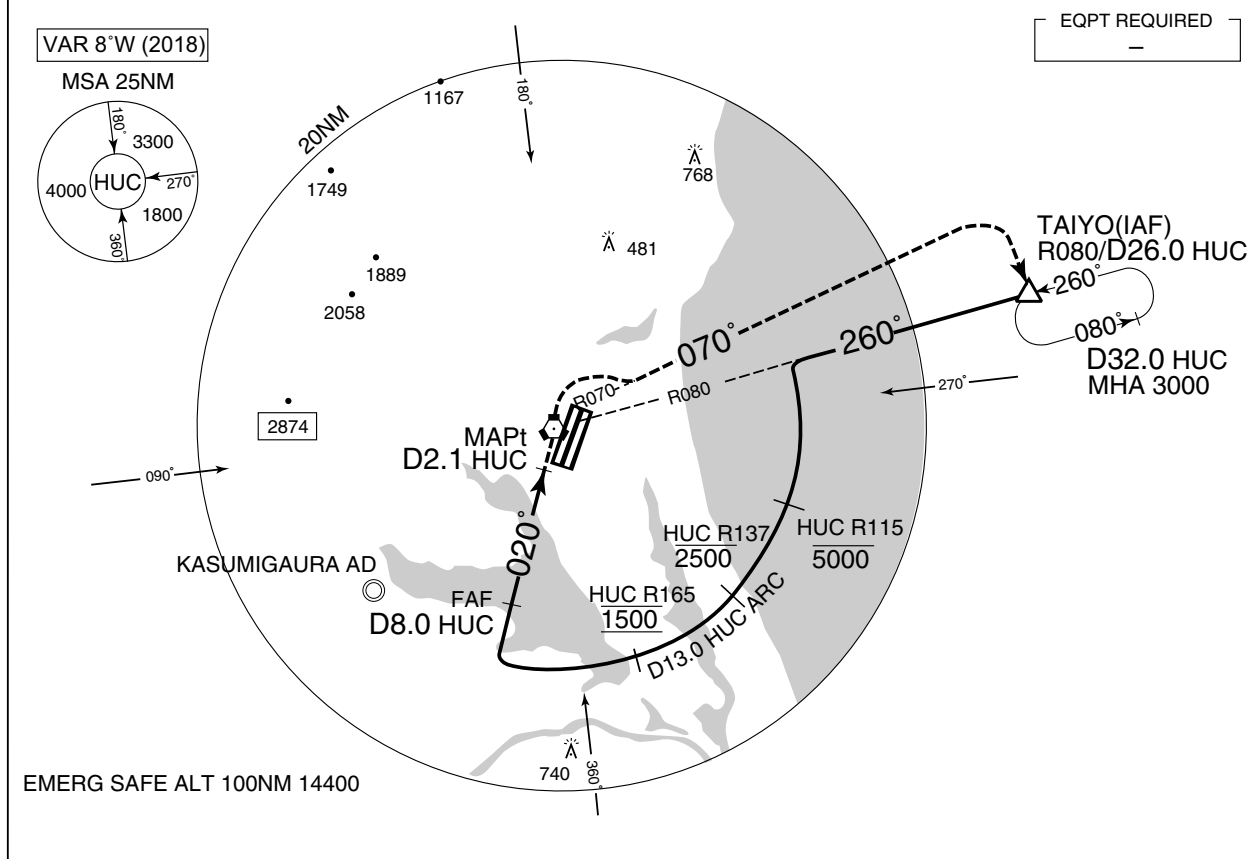 VAR 8°W (2018)
MSA 25NM
180°
3300
4000
HUC
270°
1800
360°
EQPT REQUIRED
–
20NM
1167
180°
768
1749
481
1889
2058
TAIYO(IAF)
R080/D26.0 HUC
260°
080°
D32.0 HUC
MHA 3000
070°
260°
R070
R080
270°
2874
MAPt
D2.1 HUC
090°
020°
HUC R137
2500
HUC R115
5000
KASUMIGAURA AD
FAF
D8.0 HUC
HUC R165
1500
D13.0 HUC ARC
740
360°
EMERG SAFE ALT 100NM 14400